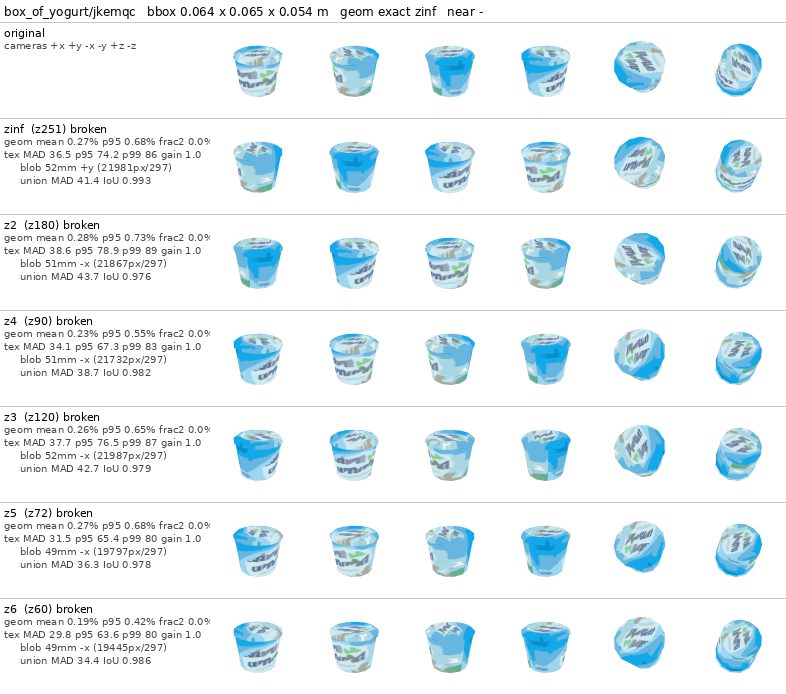 box_of_yogurt/jkemqc bbox 0.064 x 0.065 x 0.054 m geom exact zinf near -
original
cameras +x +y -x -y +z -z
zinf (z251) broken
geom mean 0.27% p95 0.68% frac2 0.0%
tex MAD 36.5 p95 74.2 p99 86 gain 1.0
blob 52mm +y (21981px/297)
union MAD 41.4 IoU 0.993
z2 (z180) broken
geom mean 0.28% p95 0.73% frac2 0.0%
tex MAD 38.6 p95 78.9 p99 89 gain 1.0
blob 51mm -x (21867px/297)
union MAD 43.7 IoU 0.976
z4 (z90) broken
geom mean 0.23% p95 0.55% frac2 0.0%
tex MAD 34.1 p95 67.3 p99 83 gain 1.0
blob 51mm -x (21732px/297)
union MAD 38.7 IoU 0.982
z3 (z120) broken
geom mean 0.26% p95 0.65% frac2 0.0%
tex MAD 37.7 p95 76.5 p99 87 gain 1.0
blob 52mm -x (21987px/297)
union MAD 42.7 IoU 0.979
z5 (z72) broken
geom mean 0.27% p95 0.68% frac2 0.0%
tex MAD 31.5 p95 65.4 p99 80 gain 1.0
blob 49mm -x (19797px/297)
union MAD 36.3 IoU 0.978
z6 (z60) broken
geom mean 0.19% p95 0.42% frac2 0.0%
tex MAD 29.8 p95 63.6 p99 80 gain 1.0
blob 49mm -x (19445px/297)
union MAD 34.4 IoU 0.986